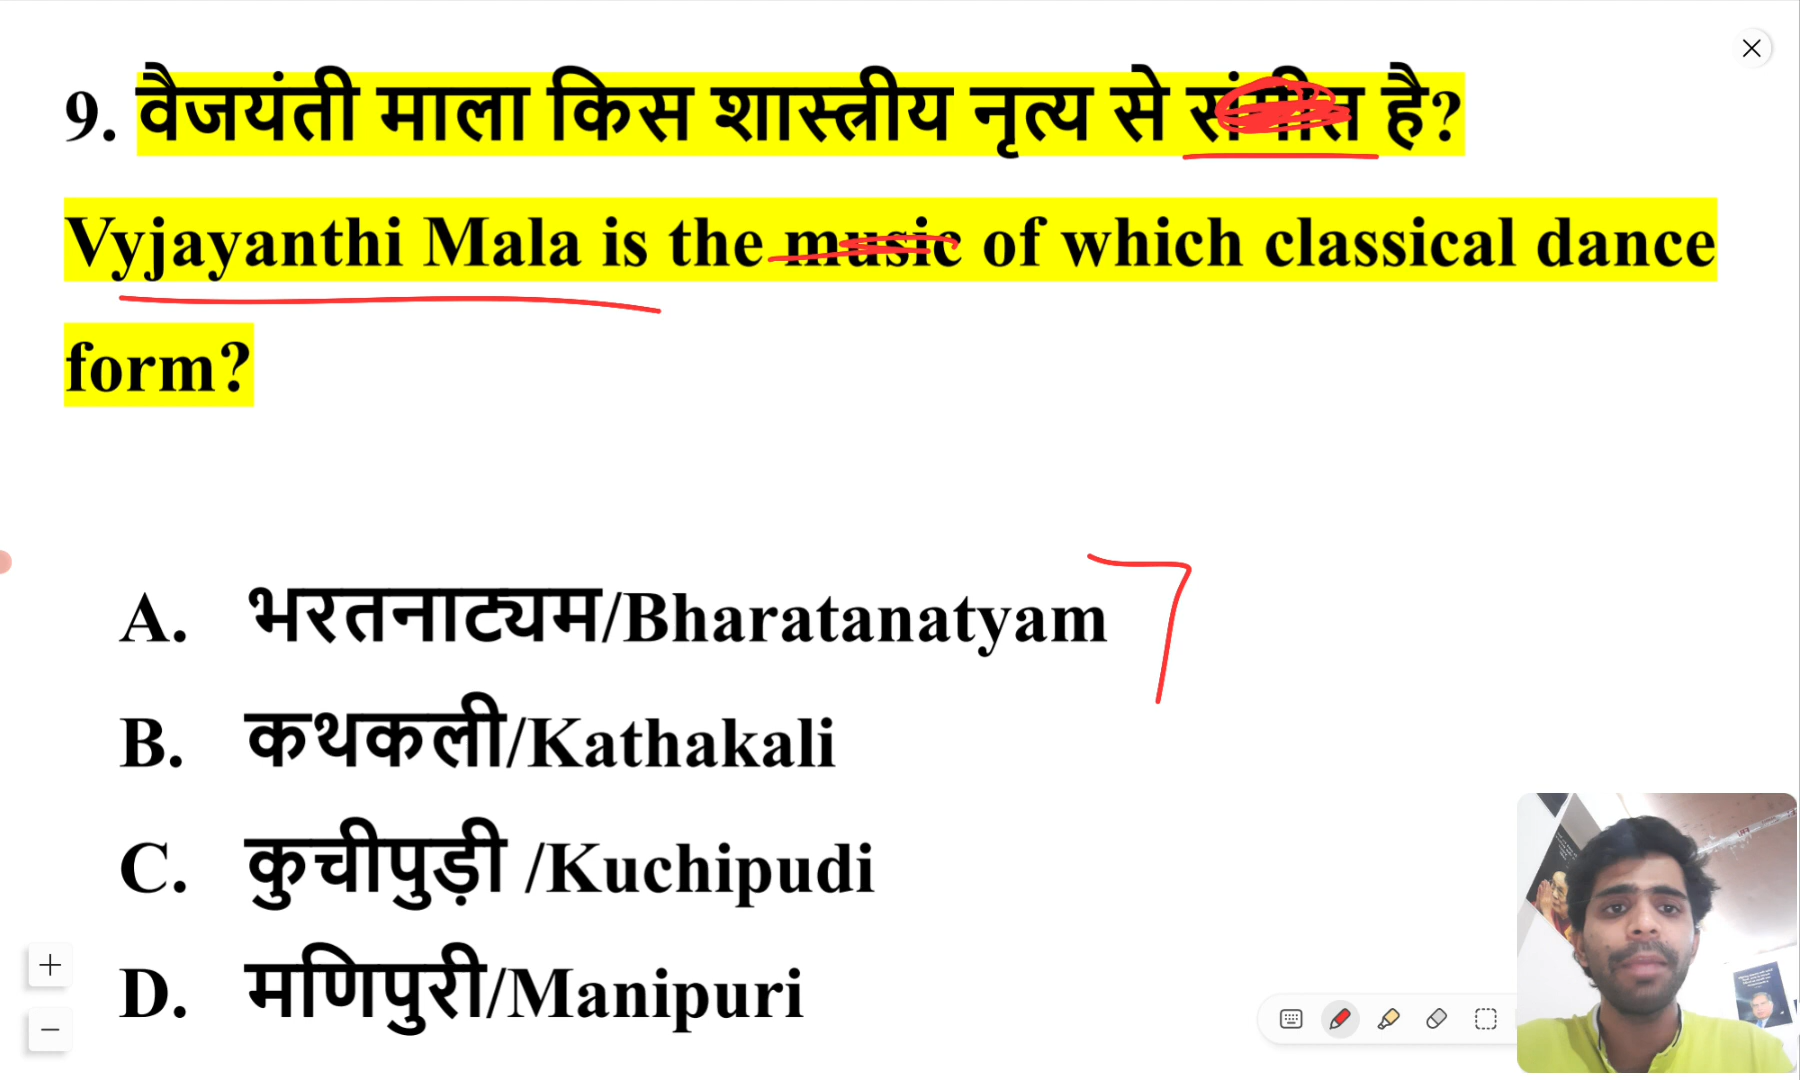 9. वैजयंती माला किस शास्त्रीय नृत्य से संगीत है?
Vyjayanthi Mala is the music of which classical dance
form?
A. भरतनाट्यम/Bharatanatyam
B. कथकली/Kathakali
C. कुचीपुड़ी /Kuchipudi
D. मणिपुरी/Manipuri